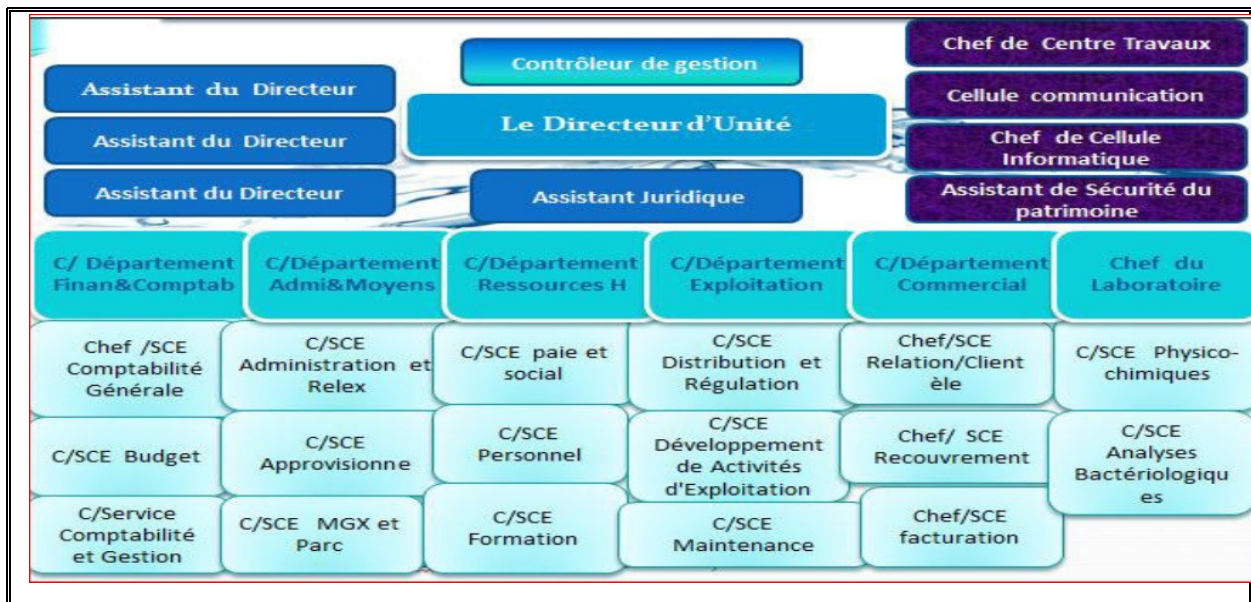 Contrôleur de gestion
Chef de Centre Travaux
Assistant du Directeur
Cellule communication
Le Directeur d'Unité
Assistant du Directeur
Chef de Cellule
Informatique
Assistant du Directeur
Assistant Juridique
Assistant de Sécurité du
patrimoine
C/ Département
Finan&Comptab
C/Département
Admi&Moyens
C/Département
Ressources H
C/Département
Exploitation
C/Département
Commercial
Chef du
Laboratoire
Chef /SCE
Comptabilité
Générale
C/SCE
Administration et
Relex
C/SCE paie et
social
C/SCE
Distribution et
Régulation
Chef/SCE
Relation/Client
èle
C/SCE Physico-
chimiques
C/SCE Budget
C/SCE
Approvisionne
C/SCE
Personnel
C/SCE
Développement
de Activités
d'Exploitation
Chef/ SCE
Recouvrement
C/SCE
Analyses
Bactériologiqu
es
C/Service
Comptabilité
et Gestion
C/SCE MGX et
Parc
C/SCE
Formation
C/SCE
Maintenance
Chef/SCE
facturation